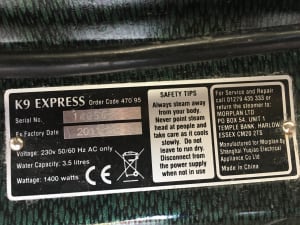 K9 EXPRESS Order Code 470 95
Serial No.
Ex.Factory Date
Voltage: 230v 50/60 Hz AC only
Water Capacity: 3.5 litres
Wattage: 1400 watts
CE
SAFETY TIPS
Always steam away
from your body.
Never point steam
head at people and
take care as it cools
slowly. Do not
leave to run dry.
Disconnect from
the power supply
when not in use
For Service and Repair
call 01279 435 333 or
return the steamer to:
MORPLAN LTD
PO BOX 54, UNIT 1
TEMPLE BANK, HARLOW
ESSEX CM20 2TS
Manufactured for Morplan by
Shanghai Yuqiao Electrical
Appliance Co Ltd
Made in China